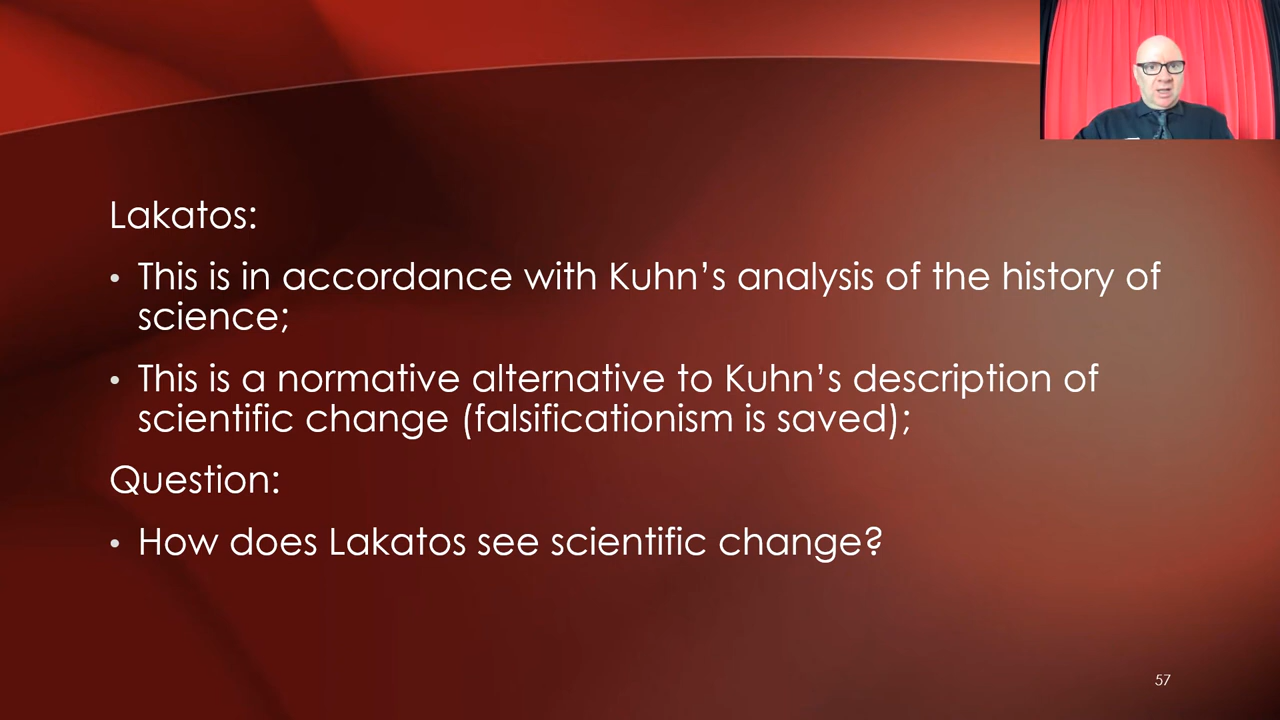 Lakatos:
• This is in accordance with Kuhn’s analysis of the history of
science;
• This is a normative alternative to Kuhn’s description of
scientific change (falsificationism is saved);
Question:
• How does Lakatos see scientific change?
57